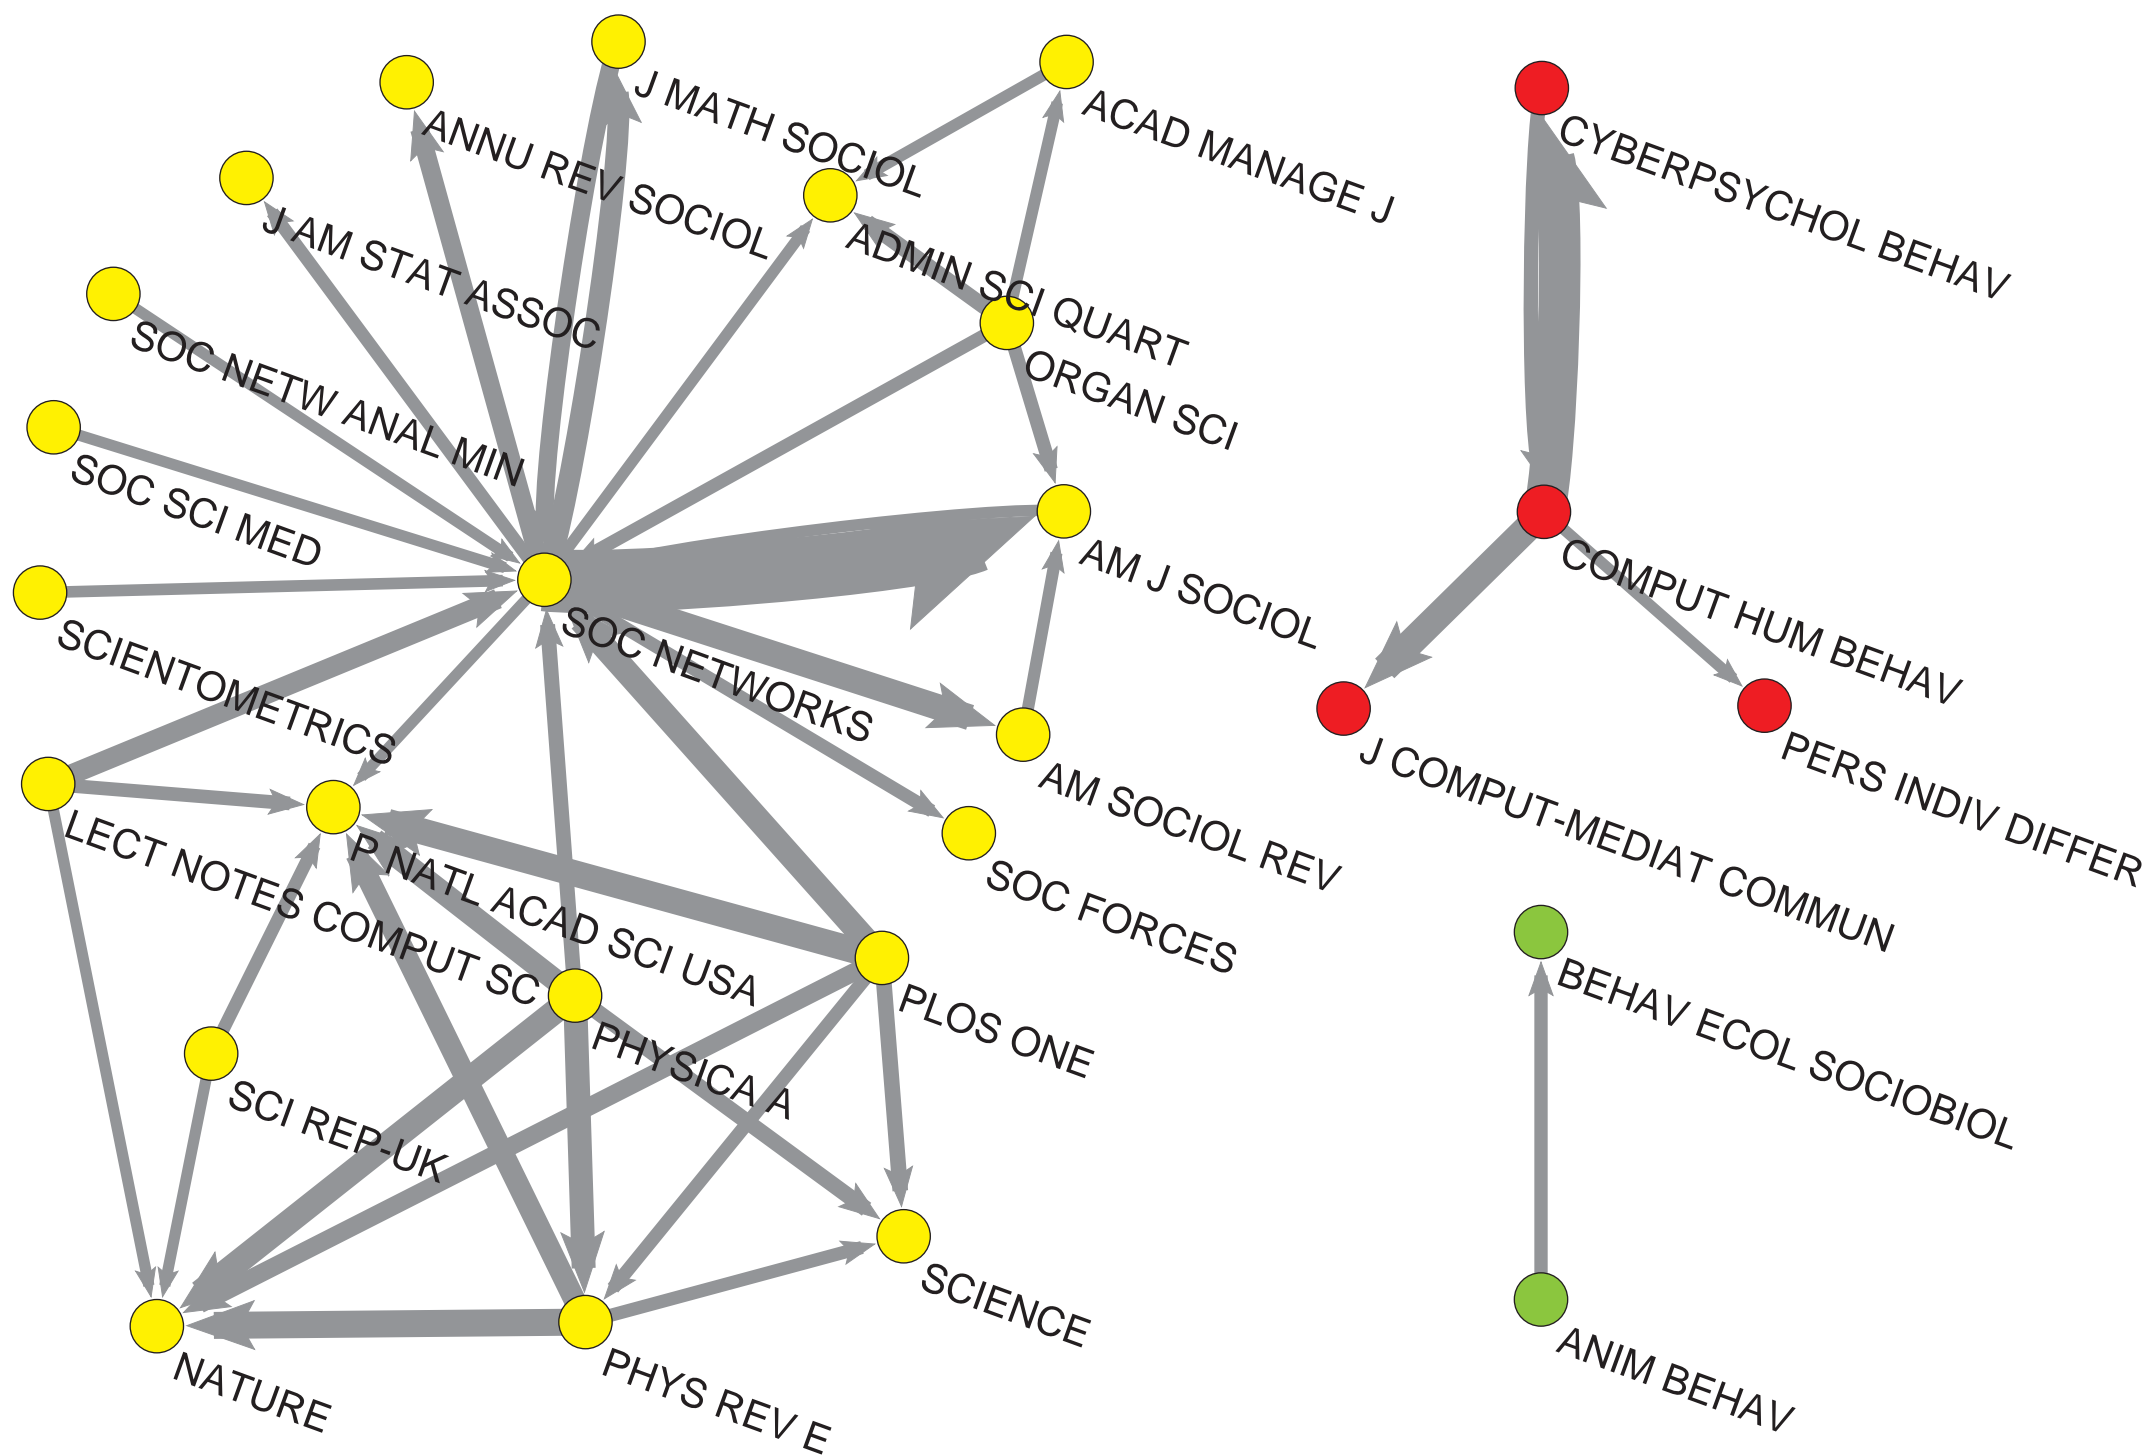 J MATH SOCIOL
ACAD MANAGE J
CYBERPSYCHOL BEHAV
ANNU REV SOCIOL
J AM STAT ASSOC
ADMIN SCI QUART
SOC NETW ANAL MIN
ORGAN SCI
SOC SCI MED
AM J SOCIOL
COMPUT HUM BEHAV
SOC NETWORKS
SCIENTOMETRICS
J COMPUT-MEDIAT COMMUN
PERS INDIV DIFFER
AM SOCIOL REV
LECT NOTES COMPUT SC
P NATL ACAD SCI USA
SOC FORCES
BEHAV ECOL SOCIOBIOL
PLOS ONE
PHYSICA A
SCI REP-UK
SCIENCE
ANIM BEHAV
NATURE
PHYS REV E